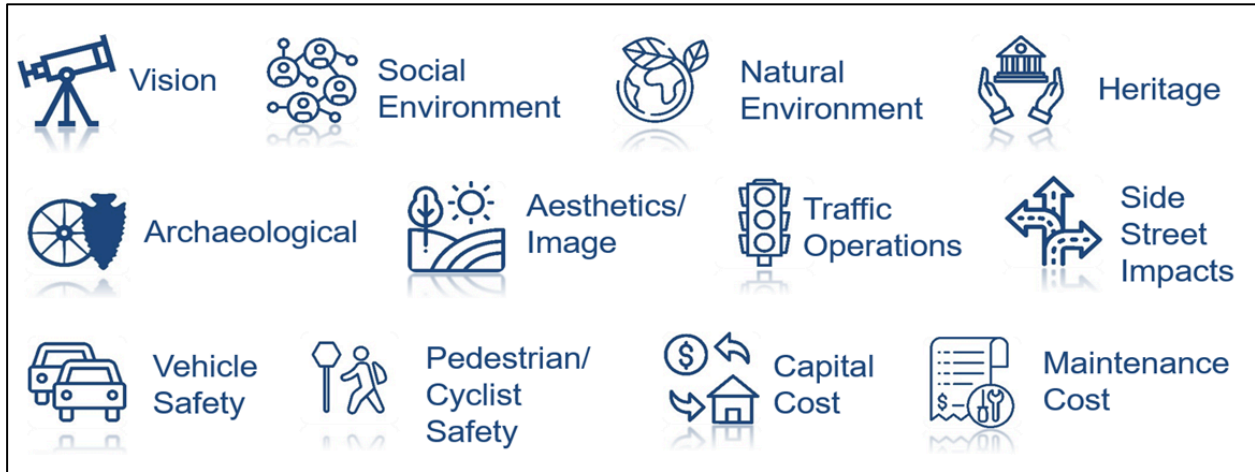 Vision
Social
Environment
Natural
Environment
Heritage
Archaeological
Aesthetics/
Image
Traffic
Operations
Side
Street
Impacts
Vehicle
Safety
Pedestrian/
Cyclist
Safety
$
Capital
Cost
$-
Maintenance
Cost